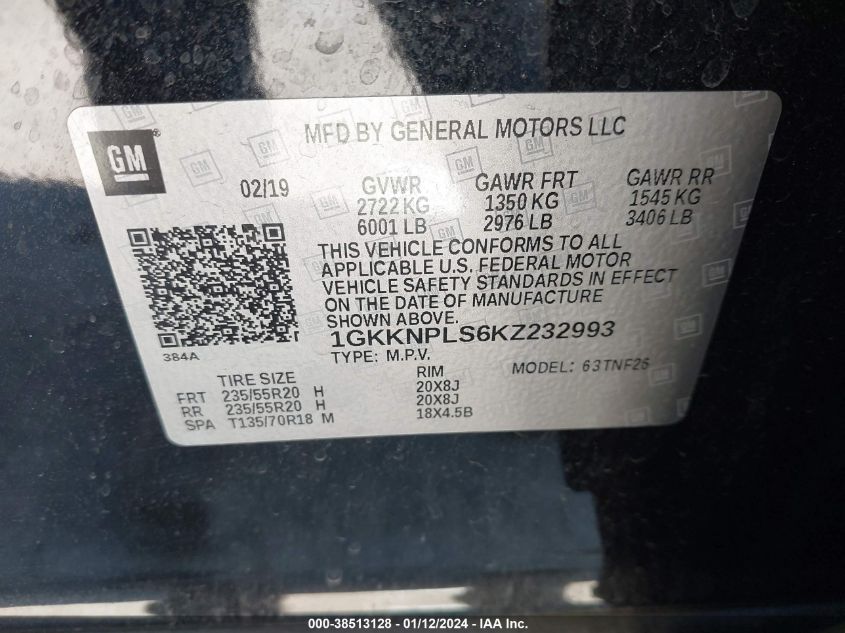 GM
MFD BY GENERAL MOTORS LLC
02/19
GVWR
2722 KG
6001 LB
GAWR FRT
1350 KG
2976 LB
GAWR RR
1545 KG
3406 LB
THIS VEHICLE CONFORMS TO ALL
APPLICABLE U.S. FEDERAL MOTOR
VEHICLE SAFETY STANDARDS IN EFFECT
ON THE DATE OF MANUFACTURE
SHOWN ABOVE.
1GKKNPLS6KZ232993
384A
TYPE: M.P.V.
MODEL: 63TNF26
TIRE SIZE RIM
FRT 235/55R20 H 20X8J
RR 235/55R20 H 20X8J
SPA T135/70R18 M 18X4.5B
000-38513128 - 01/12/2024 - IAA Inc.